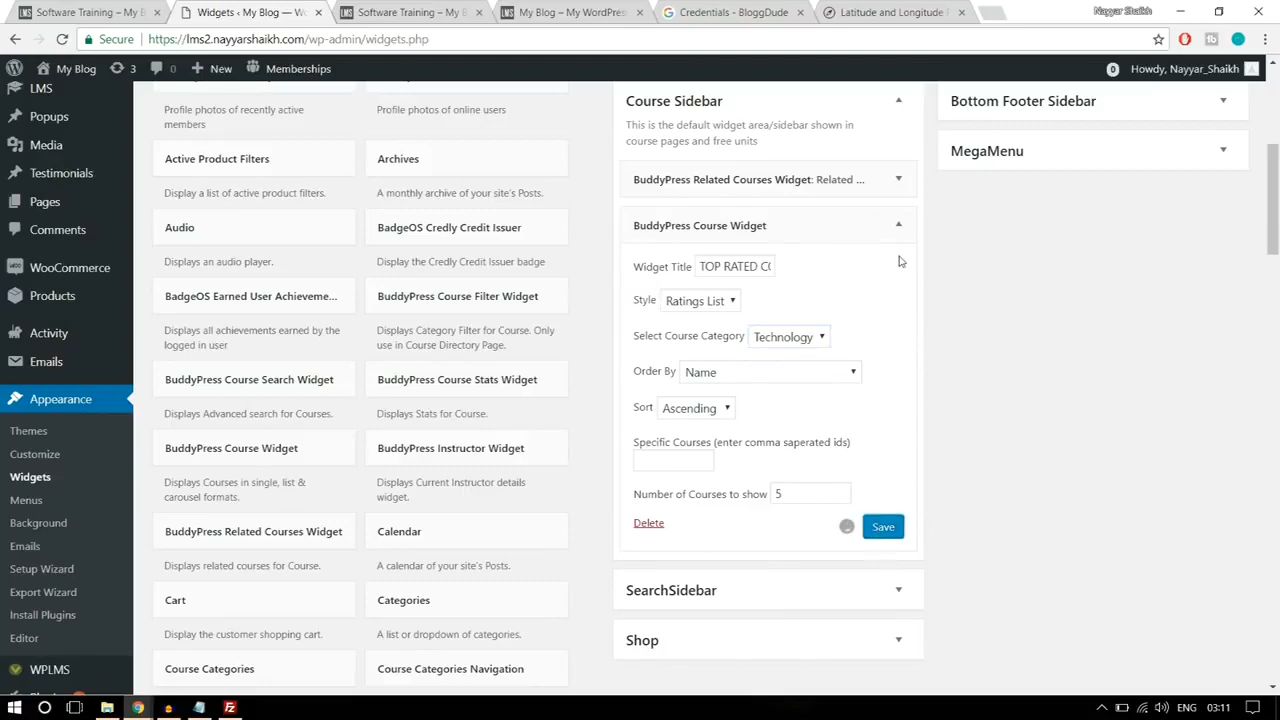 Software Training – My B
Widgets ‹ My Blog — Wo
Software Training – My B
My Blog – My WordPress
Credentials - BloggDude
Latitude and Longitude F
Nayyar Shaikh
Secure https://lms2.nayyarshaikh.com/wp-admin/widgets.php
My Blog 3 New Memberships 0 Howdy, Nayyar_Shaikh
LMS
Popups
Media
Testimonials
Pages
Comments
WooCommerce
Products
Activity
Emails
Appearance
Themes
Customize
Widgets
Menus
Background
Emails
Setup Wizard
Export Wizard
Install Plugins
Editor
WPLMS
Profile photos of recently active
members
Profile photos of online users
Active Product Filters
Display a list of active product filters.
Archives
A monthly archive of your site's Posts.
Audio
Displays an audio player.
BadgeOS Credly Credit Issuer
Display the Credly Credit Issuer badge
BadgeOS Earned User Achieveme...
Displays all achievements earned by the
logged in user
BuddyPress Course Filter Widget
Displays Category Filter for Course. Only
use in Course Directory Page.
BuddyPress Course Search Widget
Displays Advanced search for Courses.
BuddyPress Course Stats Widget
Displays Stats for Course.
BuddyPress Course Widget
Displays Courses in single, list &
carousel formats.
BuddyPress Instructor Widget
Displays Current Instructor details
widget.
BuddyPress Related Courses Widget
Displays related courses for Course.
Calendar
A calendar of your site's Posts.
Cart
Display the customer shopping cart.
Categories
A list or dropdown of categories.
Course Categories
Course Categories Navigation
Course Sidebar
This is the default widget area/sidebar shown in
course pages and free units
BuddyPress Related Courses Widget: Related ...
BuddyPress Course Widget
Widget Title TOP RATED CO
Style Ratings List
Select Course Category Technology
Order By Name
Sort Ascending
Specific Courses (enter comma saperated ids)
Number of Courses to show 5
Delete Save
SearchSidebar
Shop
Bottom Footer Sidebar
MegaMenu
ENG 03:11